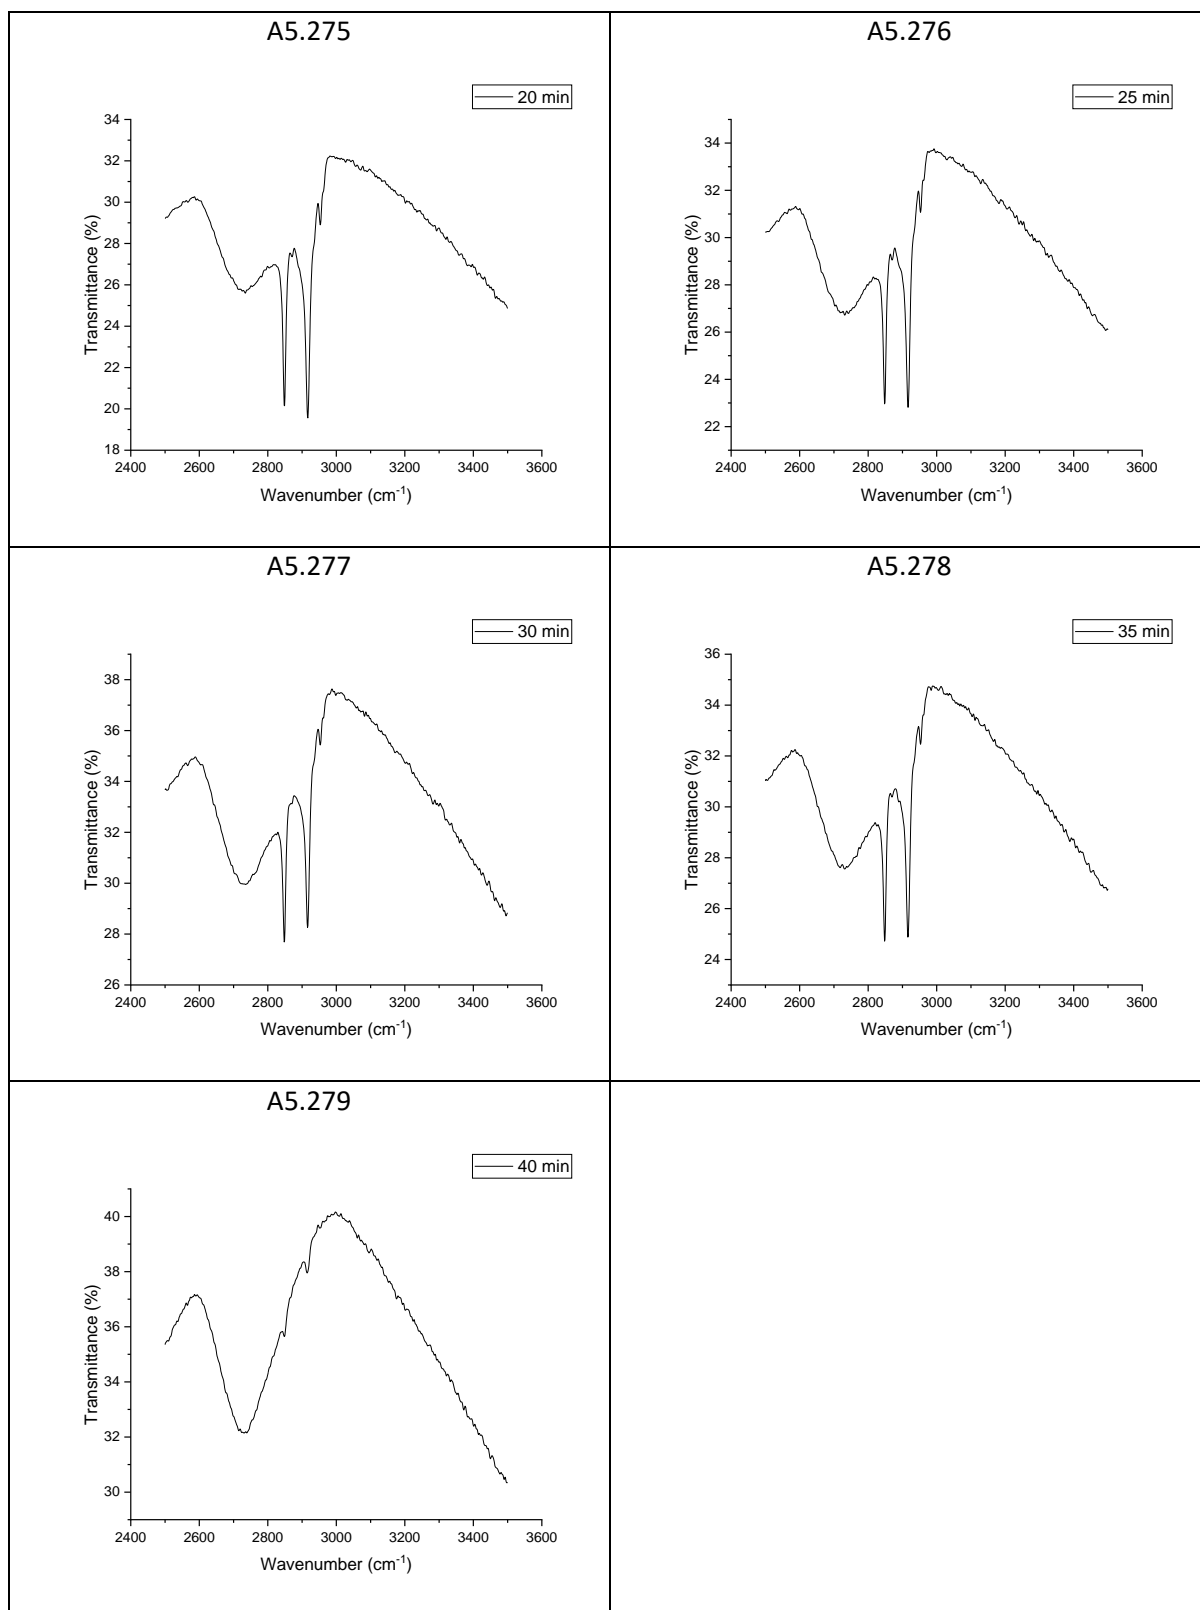 A5.275
20 min
34
32
30
28
26
24
22
20
18
Transmittance (%)
2400 2600 2800 3000 3200 3400 3600
Wavenumber (cm⁻¹)
A5.276
25 min
34
32
30
28
26
24
22
Transmittance (%)
2400 2600 2800 3000 3200 3400 3600
Wavenumber (cm⁻¹)
A5.277
30 min
38
36
34
32
30
28
26
Transmittance (%)
2400 2600 2800 3000 3200 3400 3600
Wavenumber (cm⁻¹)
A5.278
35 min
36
34
32
30
28
26
24
Transmittance (%)
2400 2600 2800 3000 3200 3400 3600
Wavenumber (cm⁻¹)
A5.279
40 min
40
38
36
34
32
30
Transmittance (%)
2400 2600 2800 3000 3200 3400 3600
Wavenumber (cm⁻¹)